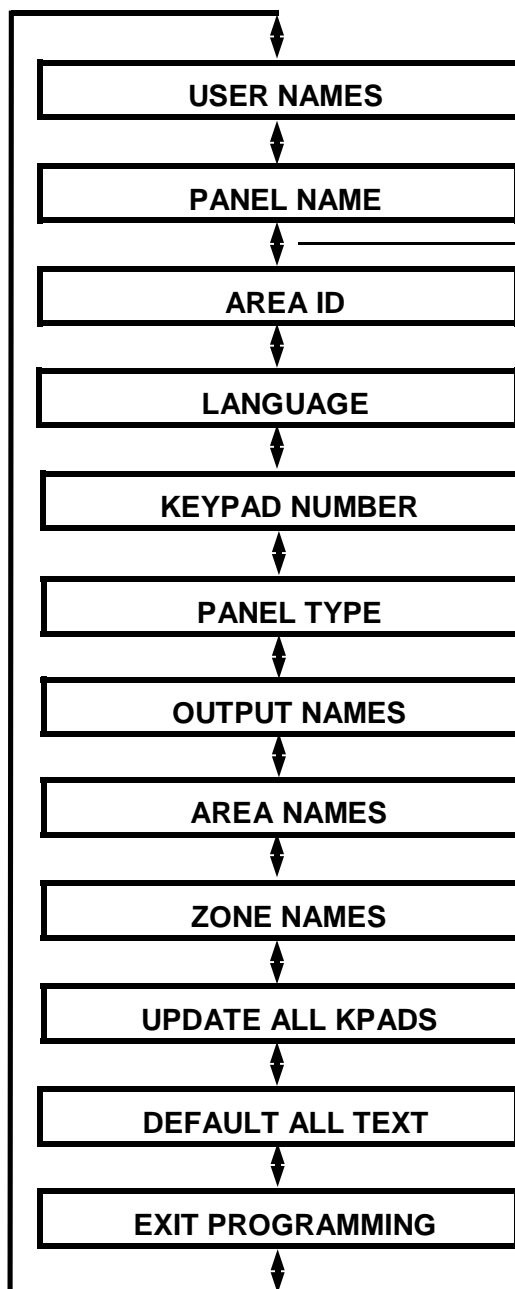 USER NAMES
PANEL NAME
AREA ID
LANGUAGE
KEYPAD NUMBER
PANEL TYPE
OUTPUT NAMES
AREA NAMES
ZONE NAMES
UPDATE ALL KPADS
DEFAULT ALL TEXT
EXIT PROGRAMMING